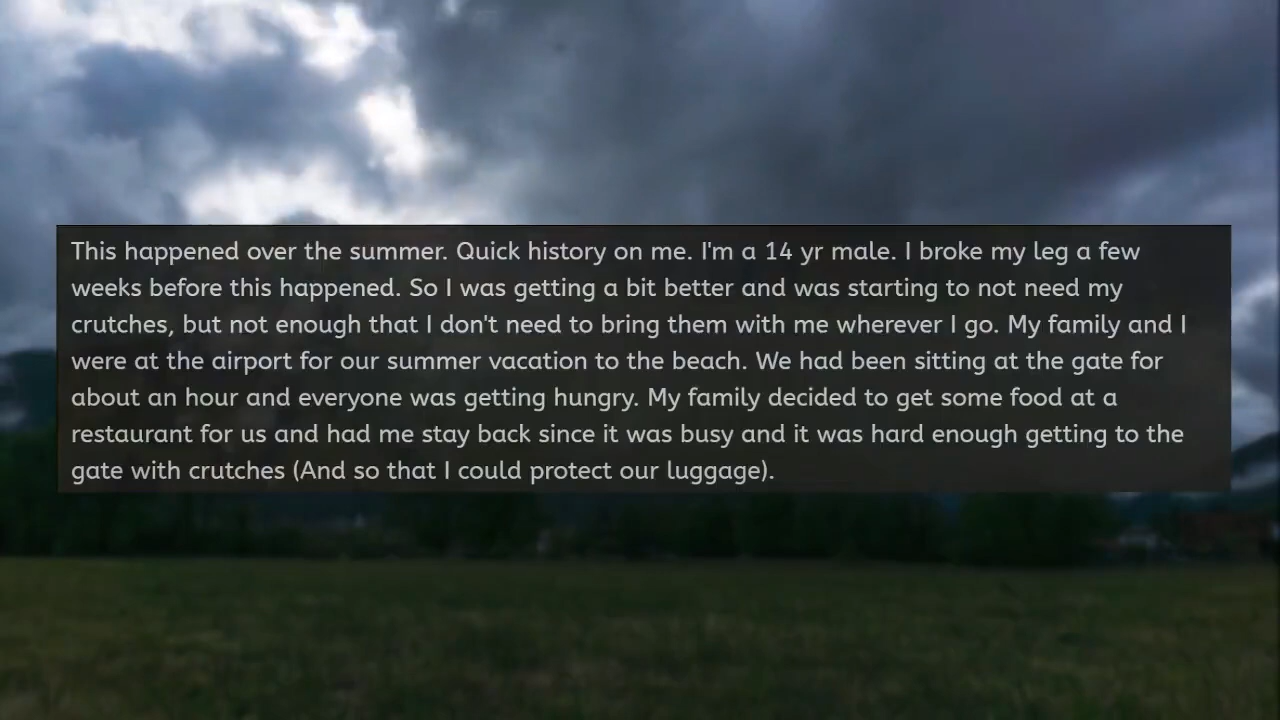 This happened over the summer. Quick history on me. I'm a 14 yr male. I broke my leg a few
weeks before this happened. So I was getting a bit better and was starting to not need my
crutches, but not enough that I don't need to bring them with me wherever I go. My family and I
were at the airport for our summer vacation to the beach. We had been sitting at the gate for
about an hour and everyone was getting hungry. My family decided to get some food at a
restaurant for us and had me stay back since it was busy and it was hard enough getting to the
gate with crutches (And so that I could protect our luggage).